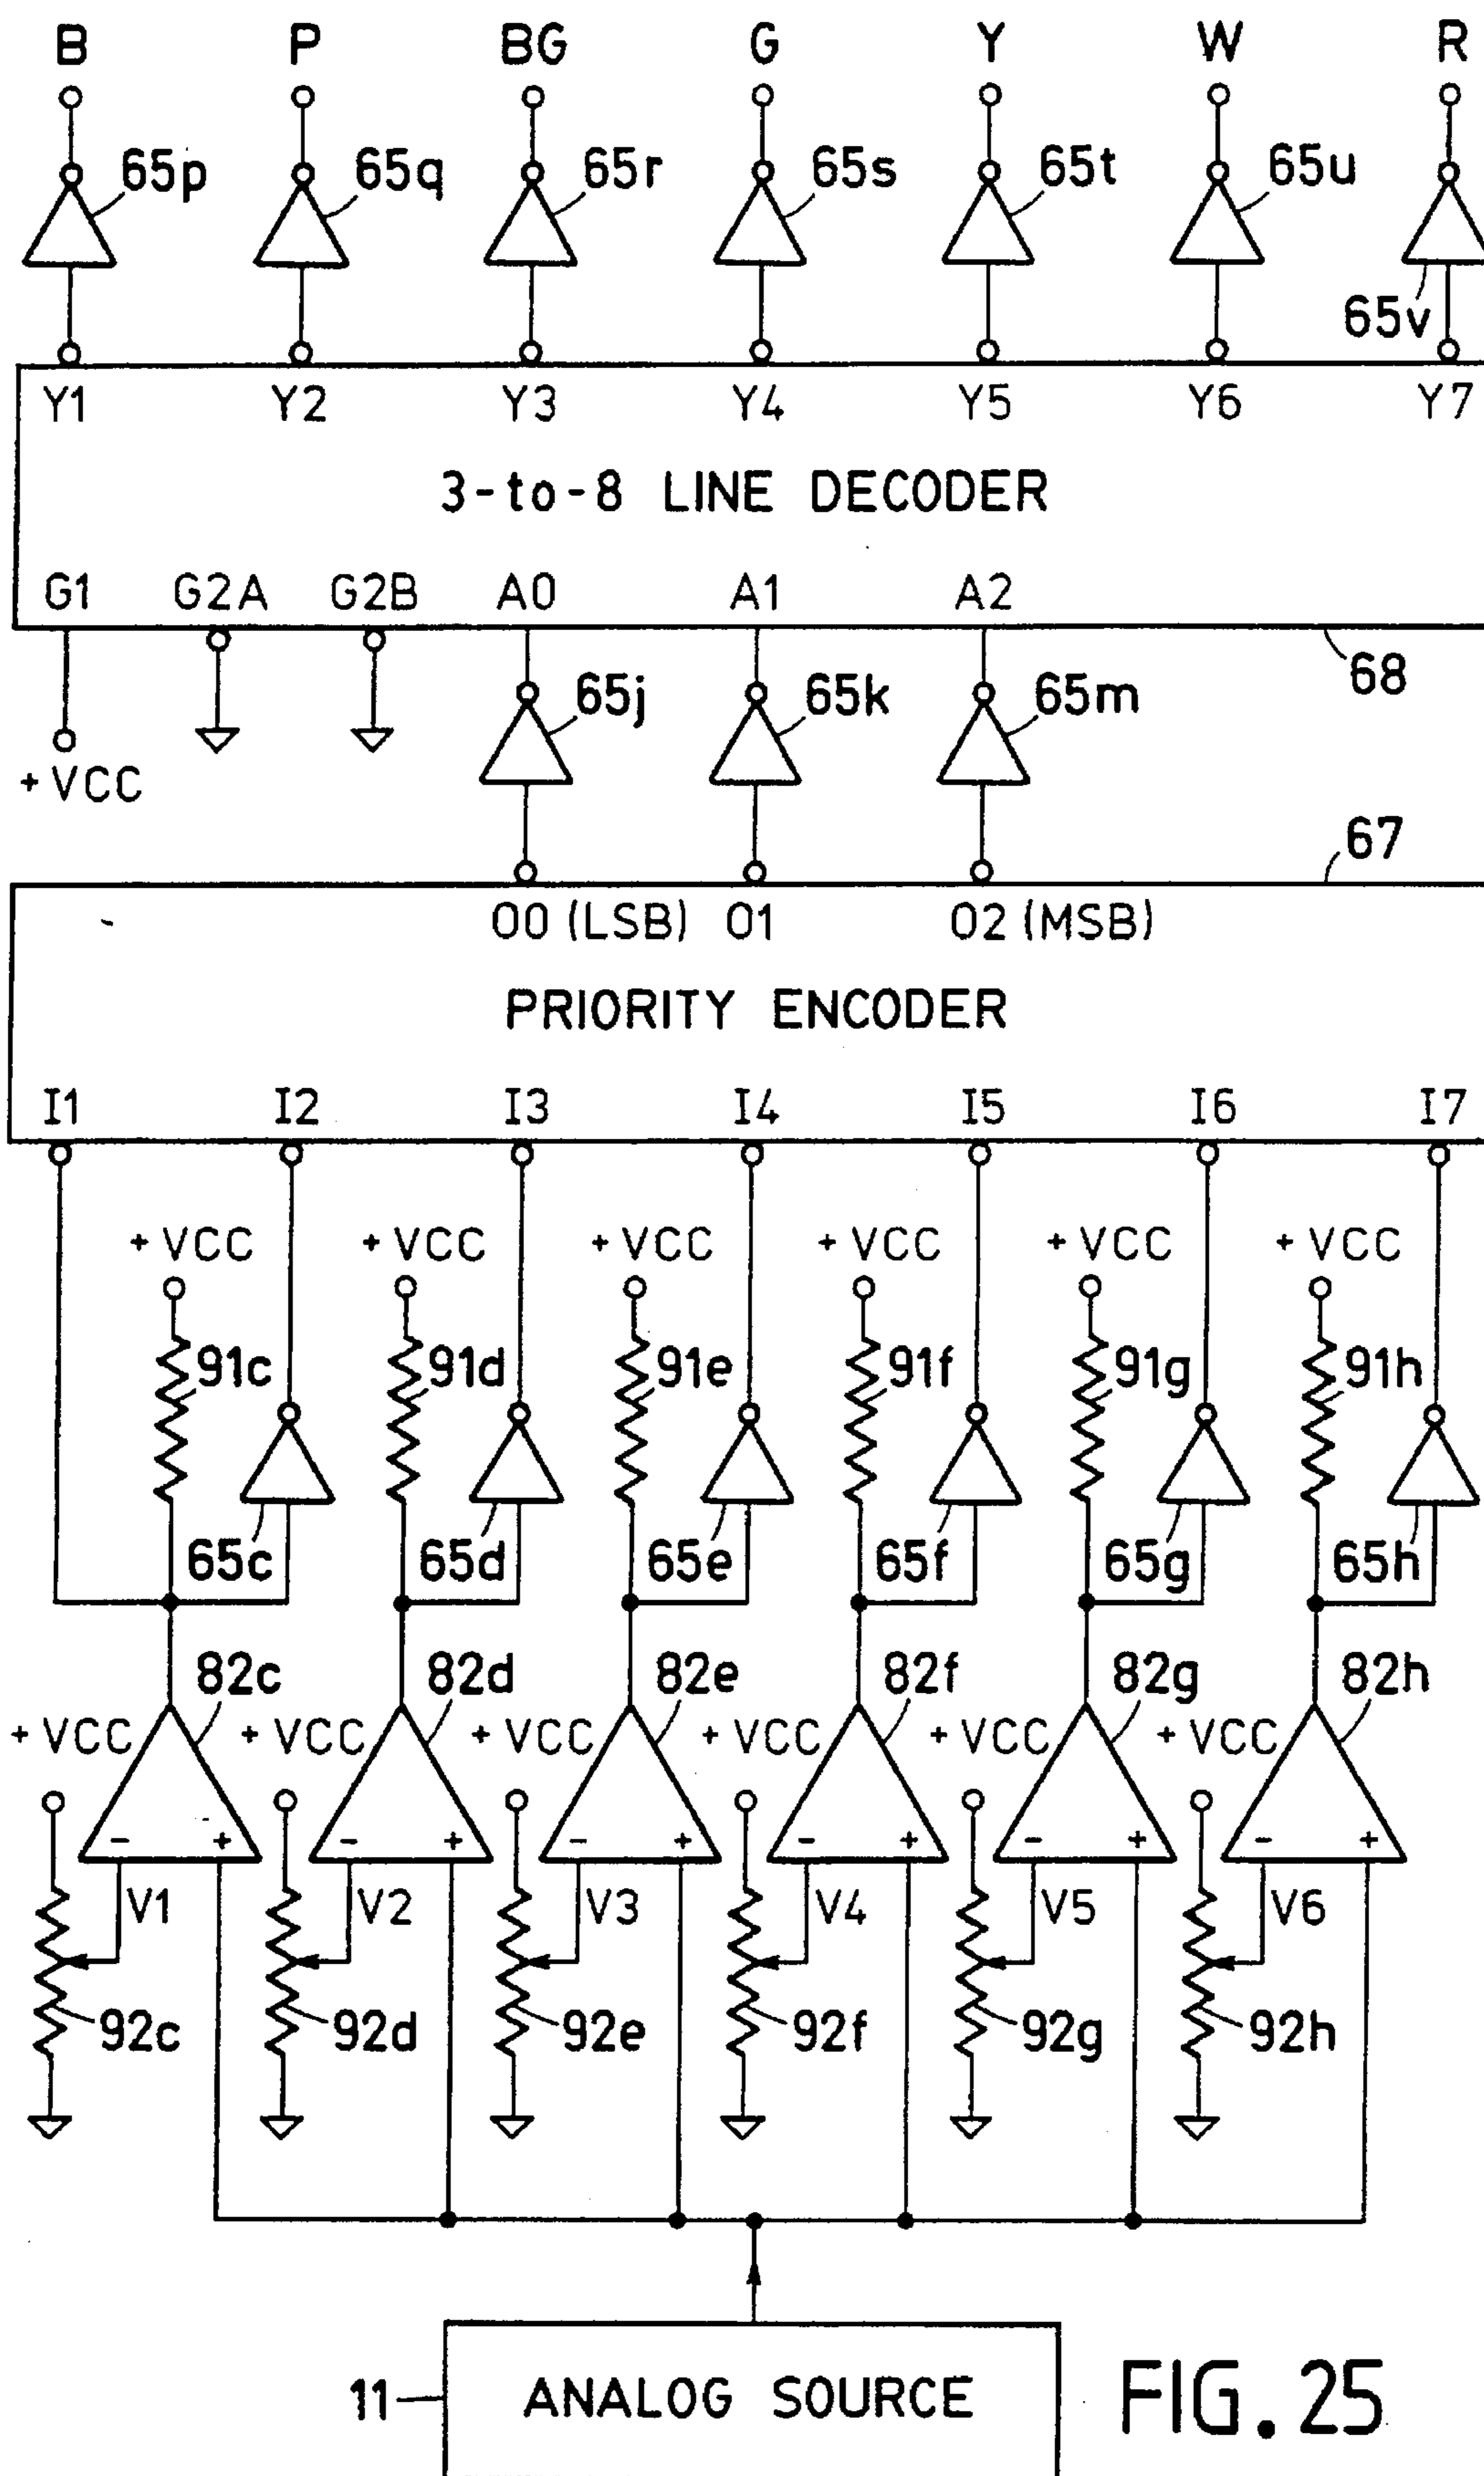 B P BG G Y W R
65p 65q 65r 65s 65t 65u
65v
Y1 Y2 Y3 Y4 Y5 Y6 Y7
3-to-8 LINE DECODER
G1 G2A G2B A0 A1 A2
68
65j 65k 65m
+VCC
67
O0 (LSB) O1 O2 (MSB)
PRIORITY ENCODER
I1 I2 I3 I4 I5 I6 I7
+VCC +VCC +VCC +VCC +VCC +VCC
91c 91d 91e 91f 91g 91h
65c 65d 65e 65f 65g 65h
82c 82d 82e 82f 82g 82h
+VCC +VCC +VCC +VCC +VCC +VCC
- + - + - + - + - + - +
V1 V2 V3 V4 V5 V6
92c 92d 92e 92f 92g 92h
11 ANALOG SOURCE
FIG. 25